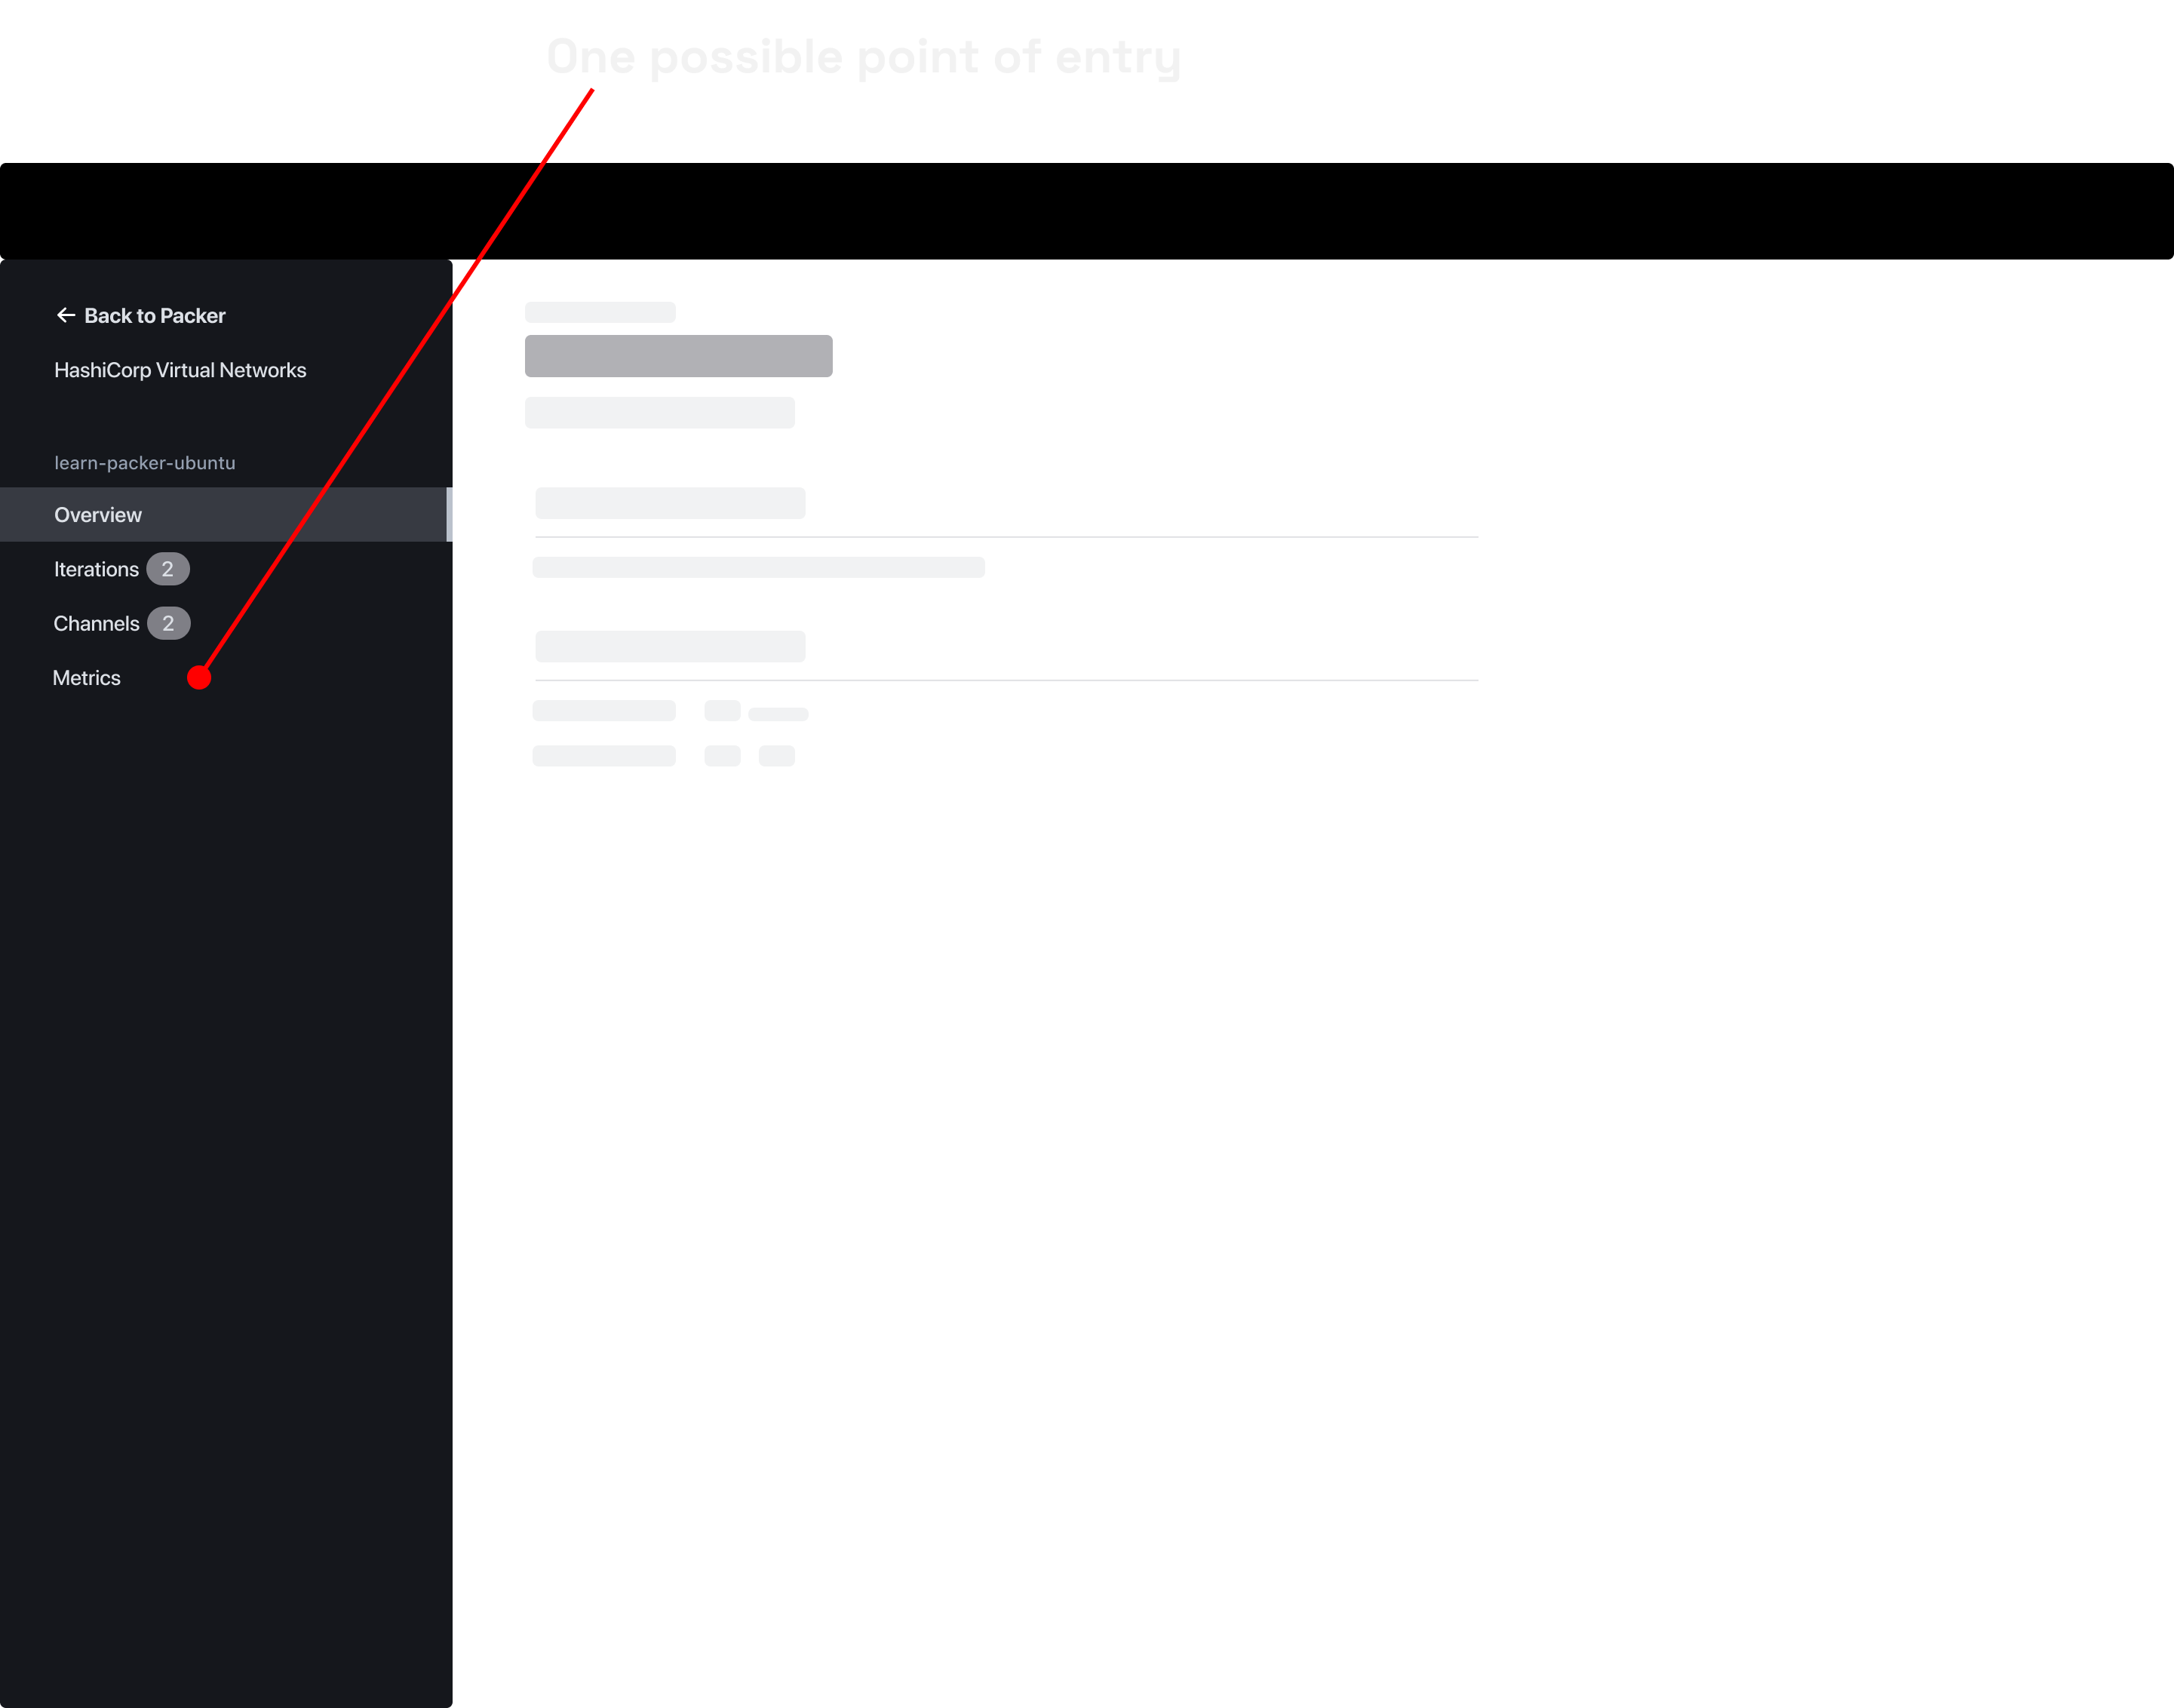 One possible point of entry
Back to Packer
HashiCorp Virtual Networks
learn-packer-ubuntu
Overview
Iterations 2
Channels 2
Metrics